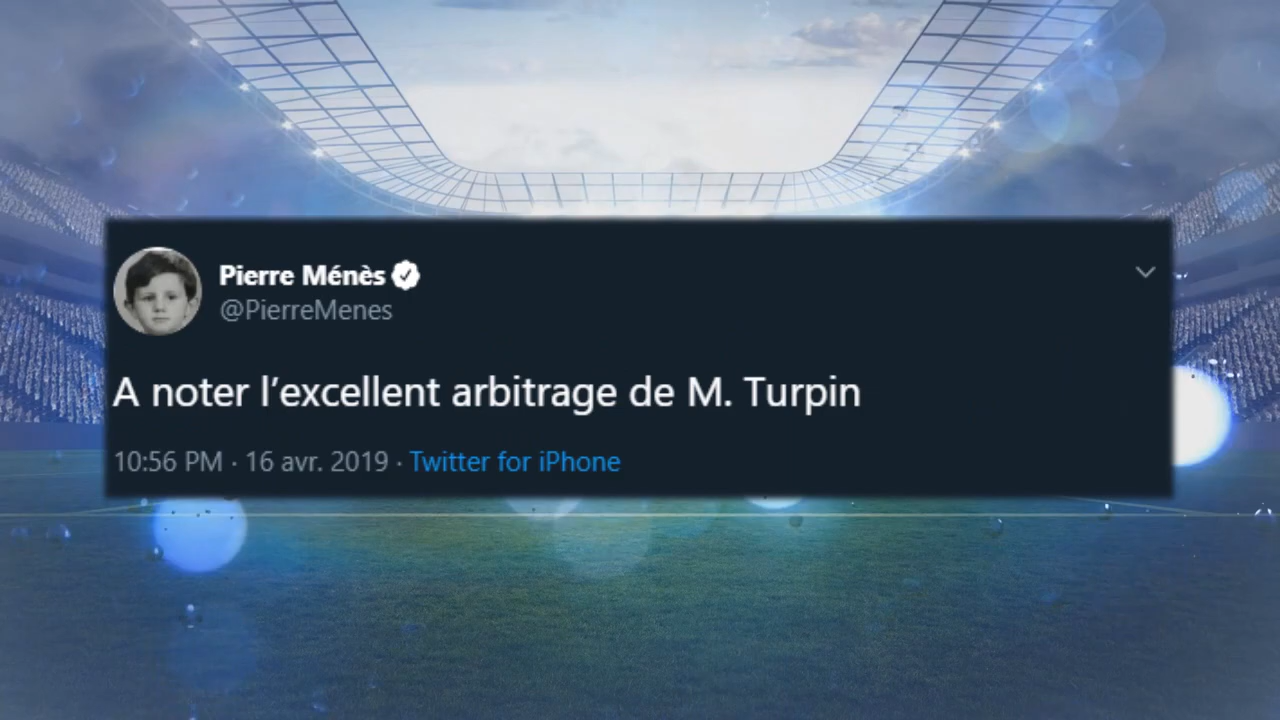 Pierre Ménès
@PierreMenes
A noter l’excellent arbitrage de M. Turpin
10:56 PM · 16 avr. 2019 · Twitter for iPhone